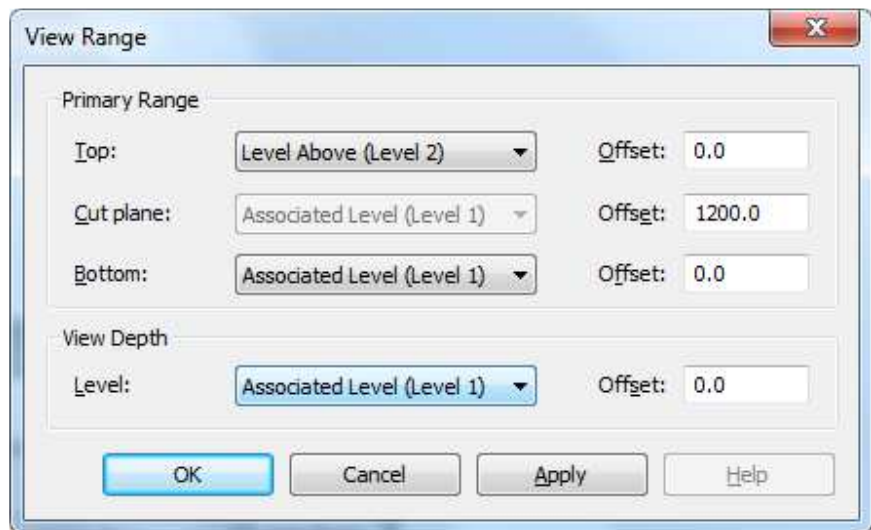 View Range
Primary Range
Top: Level Above (Level 2) Offset: 0.0
Cut plane: Associated Level (Level 1) Offset: 1200.0
Bottom: Associated Level (Level 1) Offset: 0.0
View Depth
Level: Associated Level (Level 1) Offset: 0.0
OK Cancel Apply Help